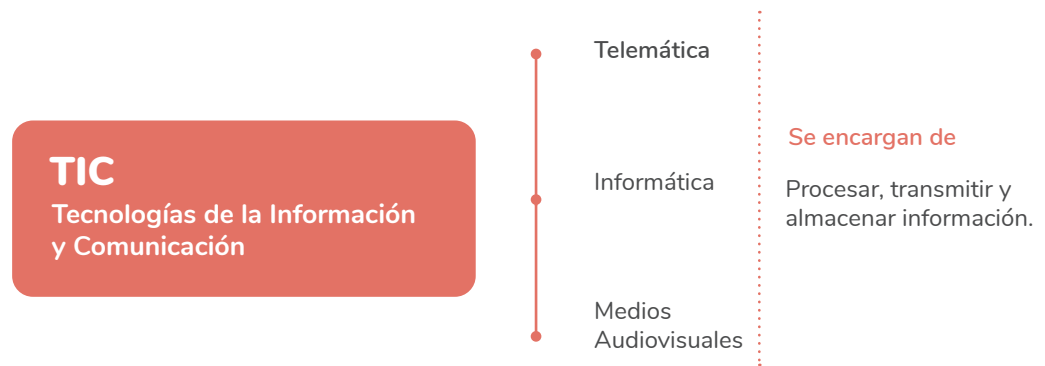 TIC
Tecnologías de la Información
y Comunicación
Telemática
Informática
Medios
Audiovisuales
Se encargan de
Procesar, transmitir y
almacenar información.